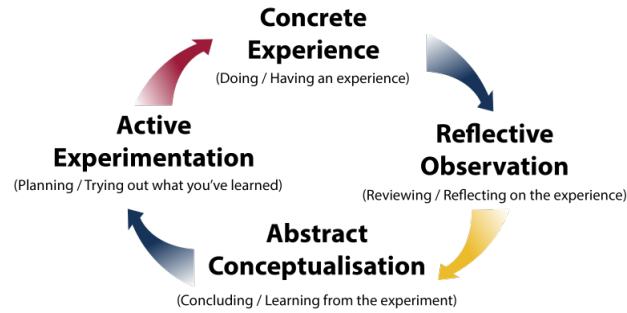 Concrete
Experience
(Doing / Having an experience)
Reflective
Observation
(Reviewing / Reflecting on the experience)
Abstract
Conceptualisation
(Concluding / Learning from the experiment)
Active
Experimentation
(Planning / Trying out what you've learned)